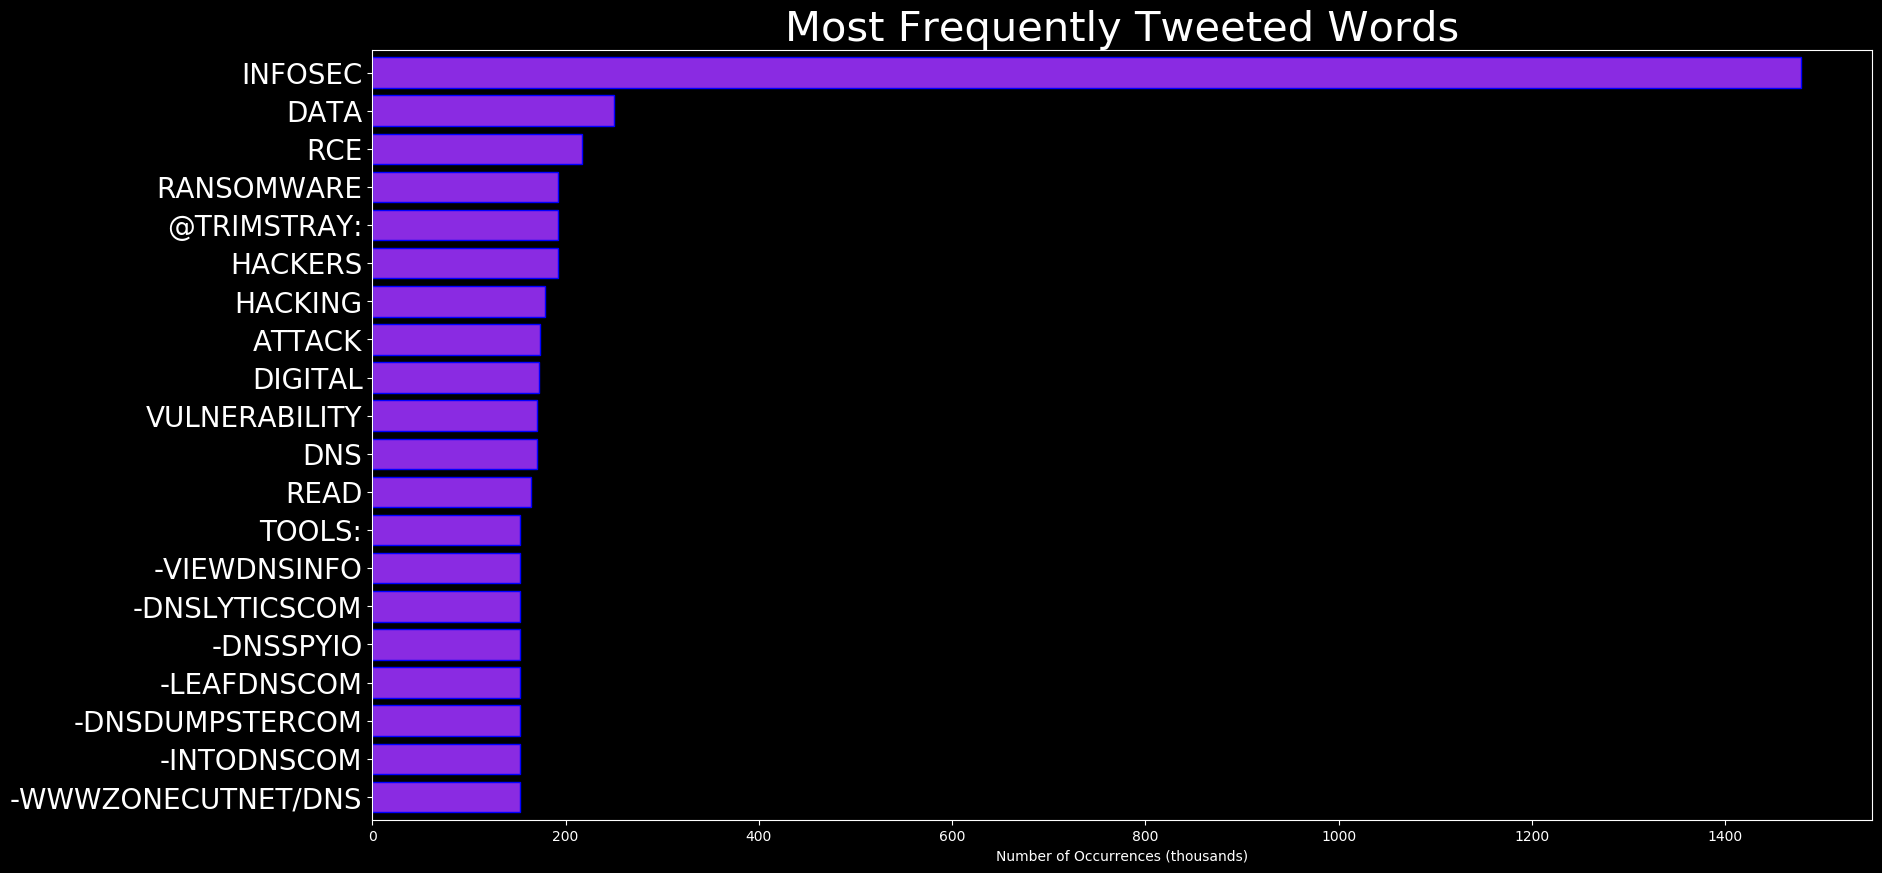 Most Frequently Tweeted Words
INFOSEC
DATA
RCE
RANSOMWARE
@TRIMSTRAY:
HACKERS
HACKING
ATTACK
DIGITAL
VULNERABILITY
DNS
READ
TOOLS:
-VIEWDNSINFO
-DNSLYTICSCOM
-DNSSPYIO
-LEAFDNSCOM
-DNSDUMPSTERCOM
-INTODNSCOM
-WWWZONECUTNET/DNS
0 200 400 600 800 1000 1200 1400
Number of Occurrences (thousands)